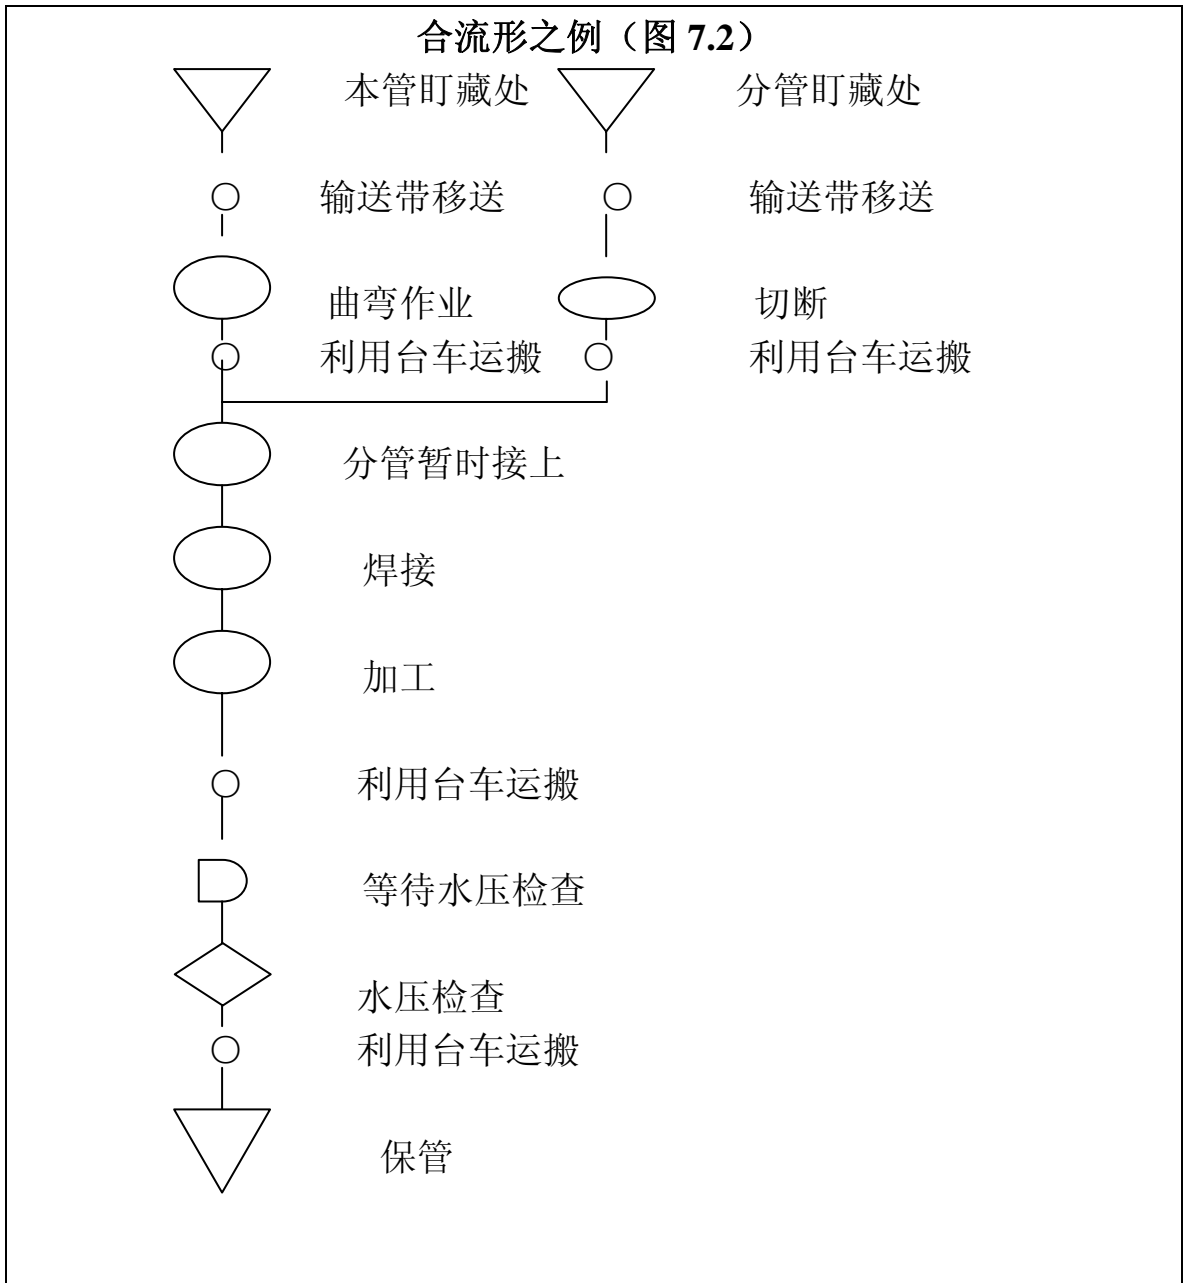 合流形之例（图 7.2）
本管盯藏处 分管盯藏处
输送带移送 输送带移送
曲弯作业 切断
利用台车运搬 利用台车运搬
分管暂时接上
焊接
加工
利用台车运搬
等待水压检查
水压检查
利用台车运搬
保管